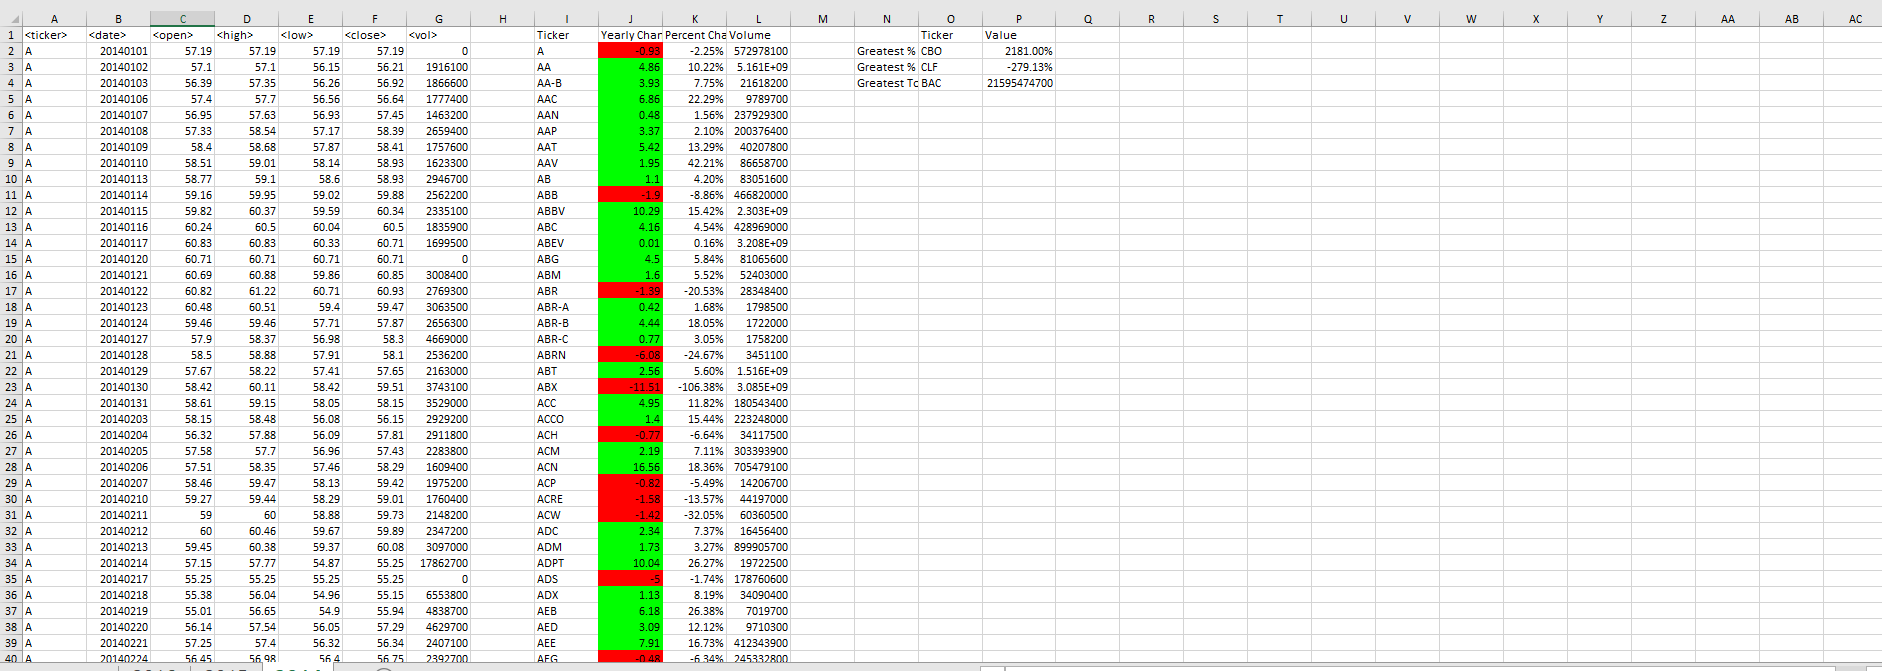 A B C D E F G H I J K L M N O P Q R S T U V W X Y Z AA AB AC
1 <ticker> <date> <open> <high> <low> <close> <vol> Ticker Yearly Char Percent Cha Volume Ticker Value
2 A 20140101 57.19 57.19 57.19 57.19 0 A -0.93 -2.25% 572978100 Greatest % CBO 2181.00%
3 A 20140102 57.1 57.1 56.15 56.21 1916100 AA 4.86 10.22% 5.161E+09 Greatest % CLF -279.13%
4 A 20140103 56.39 57.35 56.26 56.92 1866600 AA-B 3.93 7.75% 21618200 Greatest Tc BAC 21595474700
5 A 20140106 57.4 57.7 56.56 56.64 1777400 AAC 6.86 22.29% 9789700
6 A 20140107 56.95 57.63 56.93 57.45 1463200 AAN 0.48 1.56% 237929300
7 A 20140108 57.33 58.54 57.17 58.39 2659400 AAP 3.37 2.10% 200376400
8 A 20140109 58.4 58.68 57.87 58.41 1757600 AAT 5.42 13.29% 40207800
9 A 20140110 58.51 59.01 58.14 58.93 1623300 AAV 1.95 42.21% 86658700
10 A 20140113 58.77 59.1 58.6 58.93 2946700 AB 1.1 4.20% 83051600
11 A 20140114 59.16 59.95 59.02 59.88 2562200 ABB -1.9 -8.86% 466820000
12 A 20140115 59.82 60.37 59.59 60.34 2335100 ABBV 10.29 15.42% 2.303E+09
13 A 20140116 60.24 60.5 60.04 60.5 1835900 ABC 4.16 4.54% 428969000
14 A 20140117 60.83 60.83 60.33 60.71 1699500 ABEV 0.01 0.16% 3.208E+09
15 A 20140120 60.71 60.71 60.71 60.71 0 ABG 4.5 5.84% 81065600
16 A 20140121 60.69 60.88 59.86 60.85 3008400 ABM 1.6 5.52% 52403000
17 A 20140122 60.82 61.22 60.71 60.93 2769300 ABR -1.39 -20.53% 28348400
18 A 20140123 60.48 60.51 59.4 59.47 3063500 ABR-A 0.42 1.68% 1798500
19 A 20140124 59.46 59.46 57.71 57.87 2656300 ABR-B 4.44 18.05% 1722000
20 A 20140127 57.9 58.37 56.98 58.3 4669000 ABR-C 0.77 3.05% 1758200
21 A 20140128 58.5 58.88 57.91 58.1 2536200 ABRN -6.08 -24.67% 3451100
22 A 20140129 57.67 58.22 57.41 57.65 2163000 ABT 2.56 5.60% 1.516E+09
23 A 20140130 58.42 60.11 58.42 59.51 3743100 ABX -11.51 -106.38% 3.085E+09
24 A 20140131 58.61 59.15 58.05 58.15 3529000 ACC 4.95 11.82% 180543400
25 A 20140203 58.15 58.48 56.08 56.15 2929200 ACCO 1.4 15.44% 223248000
26 A 20140204 56.32 57.88 56.09 57.81 2911800 ACH -0.77 -6.64% 34117500
27 A 20140205 57.58 57.7 56.96 57.43 2283800 ACM 2.19 7.11% 303393900
28 A 20140206 57.51 58.35 57.46 58.29 1609400 ACN 16.56 18.36% 705479100
29 A 20140207 58.46 59.47 58.13 59.42 1975200 ACP -0.82 -5.49% 14206700
30 A 20140210 59.27 59.44 58.29 59.01 1760400 ACRE -1.58 -13.57% 44197000
31 A 20140211 59 60 58.88 59.73 2148200 ACW -1.42 -32.05% 60360500
32 A 20140212 60 60.46 59.67 59.89 2347200 ADC 2.34 7.37% 16456400
33 A 20140213 59.45 60.38 59.37 60.08 3097000 ADM 1.73 3.27% 899905700
34 A 20140214 57.15 57.77 54.87 55.25 17862700 ADPT 10.04 26.27% 19722500
35 A 20140217 55.25 55.25 55.25 55.25 0 ADS -5 -1.74% 178760600
36 A 20140218 55.38 56.04 54.96 55.15 6553800 ADX 1.13 8.19% 34090400
37 A 20140219 55.01 56.65 54.9 55.94 4838700 AEB 6.18 26.38% 7019700
38 A 20140220 56.14 57.54 56.05 57.29 4629700 AED 3.09 12.12% 9710300
39 A 20140221 57.25 57.4 56.32 56.34 2407100 AEE 7.91 16.73% 412343900
40 A 20140224 56.45 56.98 56.4 56.75 2392700 AEG -0.48 -6.34% 245332800